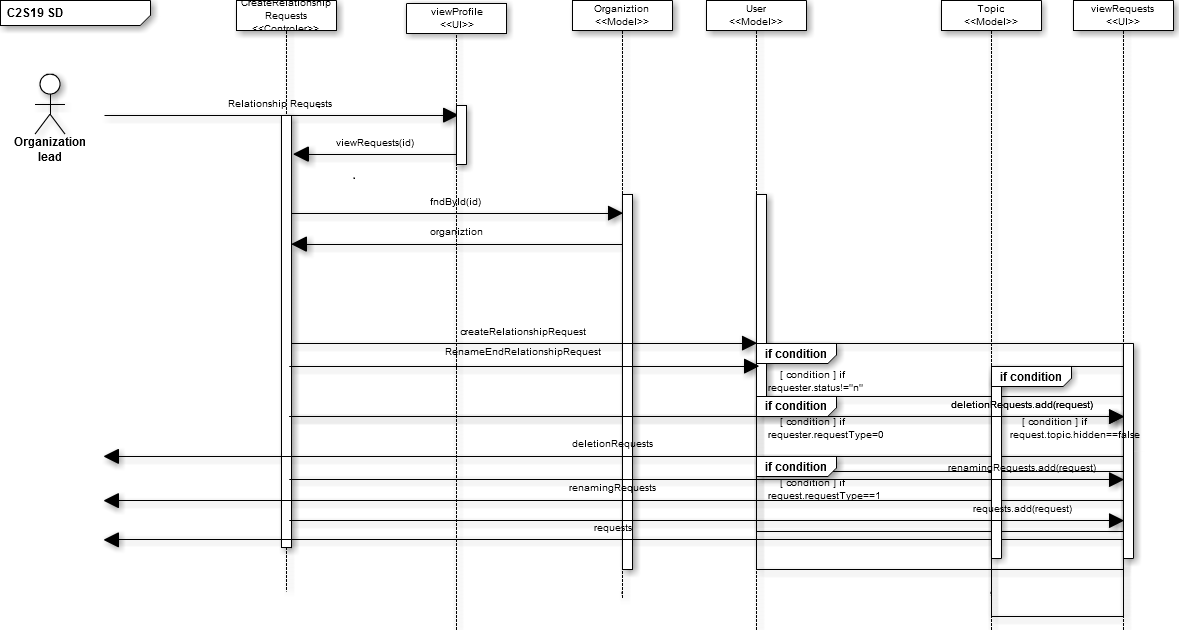 C2S19 SD
CreateRelationship
Requests
<<Controler>>
viewProfile
<<UI>>
Organiztion
<<Model>>
User
<<Model>>
Topic
<<Model>>
viewRequests
<<UI>>
Organization
lead
Relationship Requests
viewRequests(id)
fndById(id)
organiztion
createRelationshipRequest
RenameEndRelationshipRequest
if condition
[ condition ] if
requester.status!="n"
if condition
if condition
deletionRequests.add(request)
[ condition ] if
requester.requestType=0
[ condition ] if
request.topic.hidden==false
deletionRequests
if condition
renamingRequests.add(request)
[ condition ] if
request.requestType==1
renamingRequests
requests.add(request)
requests